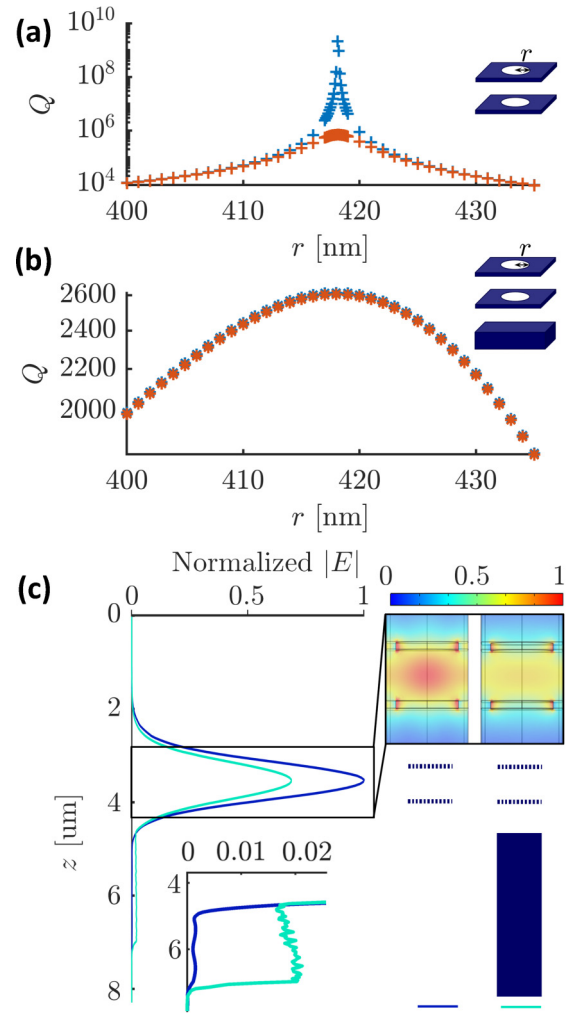 (a)
10^10
10^8
10^6
10^4
Q
400 410 420 430
r [nm]
r
(b)
2600
2400
2200
2000
Q
400 410 420 430
r [nm]
r
(c)
Normalized |E|
0 0.5 1
0
2
4
6
8
z [um]
0 0.5 1
0 0.01 0.02
4
6
8